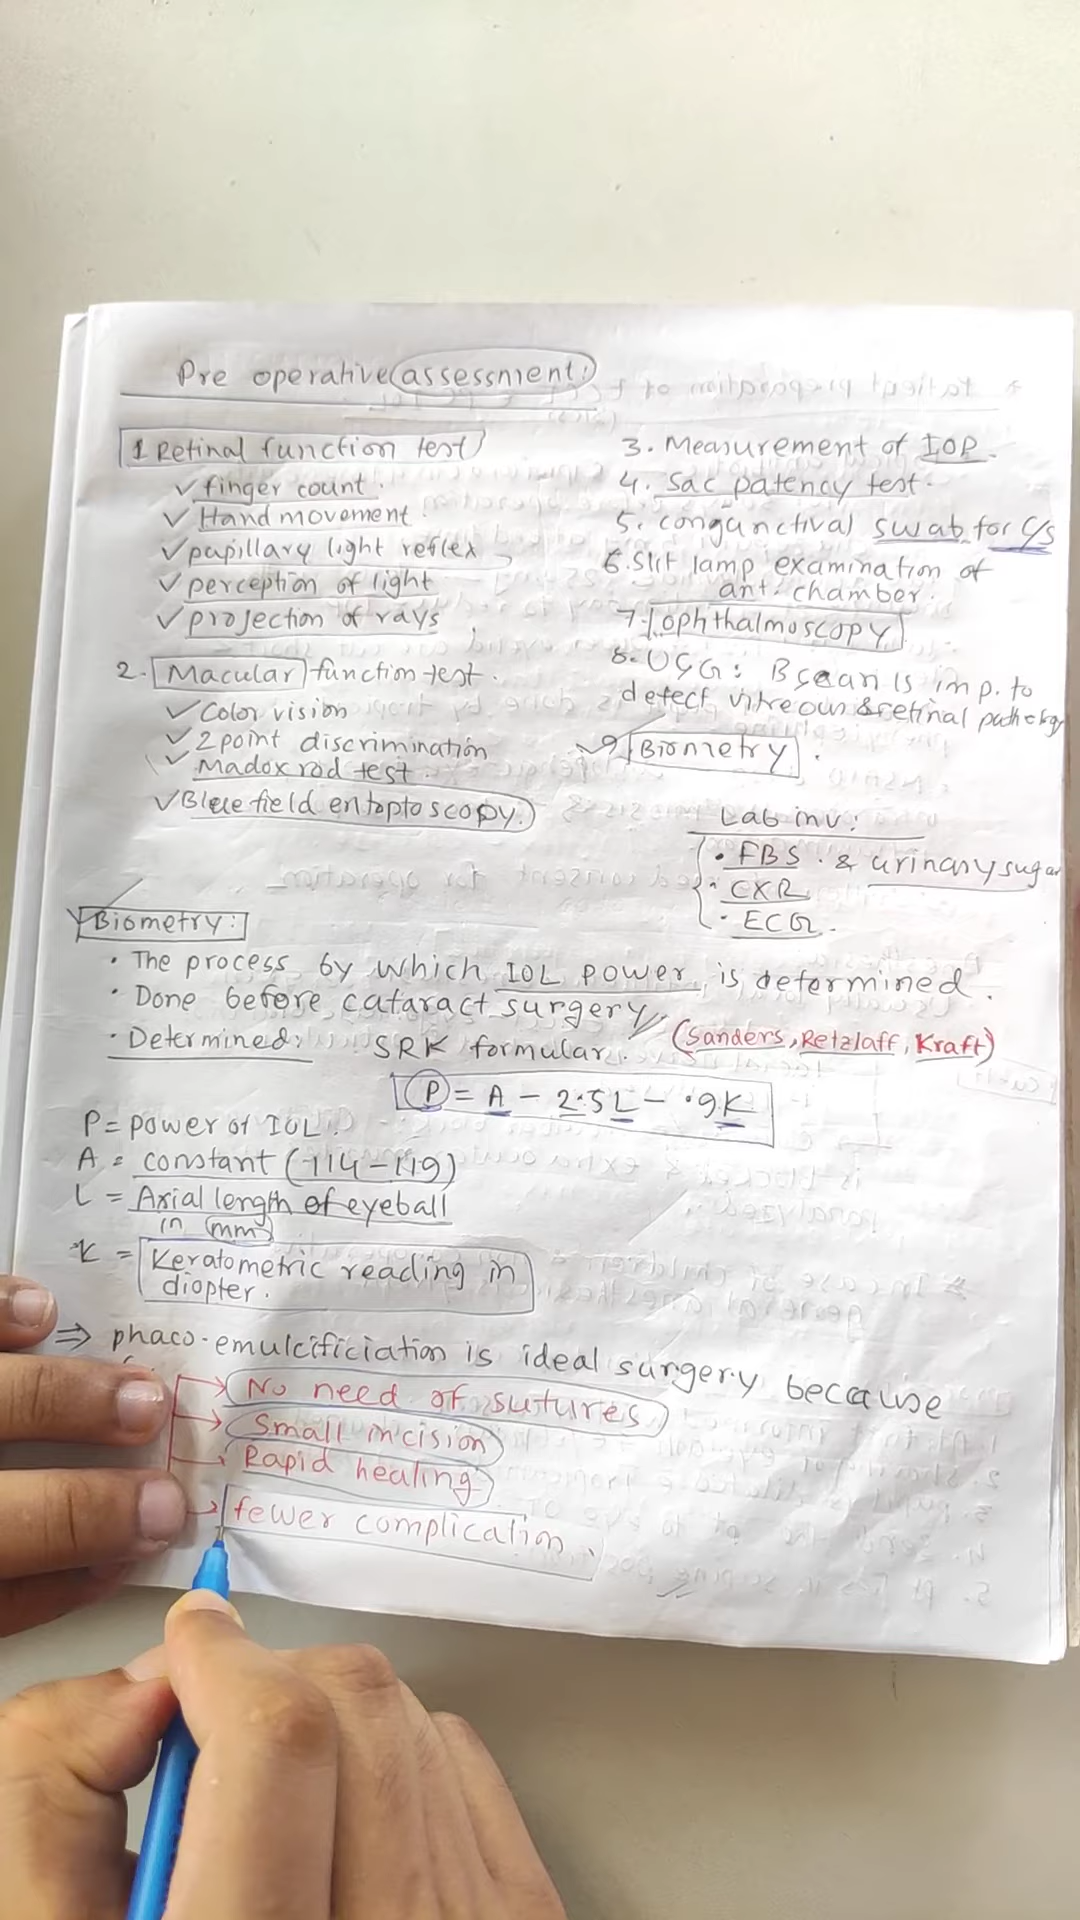 Pre operative assessment:
1 Retinal function test
✓ finger count.
✓ Hand movement.
✓ papillary light reflex
✓ perception of light
✓ projection of rays
2. Macular function test.
✓ Color vision
✓ 2 point discrimination
✓ Madox rod test.
✓ Blue field entoptoscopy.
3. Measurement of IOP.
4. Sac patency test.
5. congunctival swab for C/S
6. Slit lamp examination of
ant. chamber.
7. ophthalmoscopy
8. USG: B scan is imp. to
detect vitreous & retinal pathology
✓ 9. Biometry.
Lab inv:
• FBS. & urinary sugar
• CXR
• ECG.
Biometry:
• The process by which IOL power is determined.
• Done before cataract surgery
• Determined: SRK formular. (Sanders, Retzlaff, Kraft)
P = A - 2.5L - .9K
P = power of IOL.
A = constant (114-119)
L = Axial length of eyeball
in (mm)
K = Keratometric reading in
diopter.
⇒ phaco-emulcificiation is ideal surgery because
No need of sutures
Small incision
Rapid healing
fewer complication.